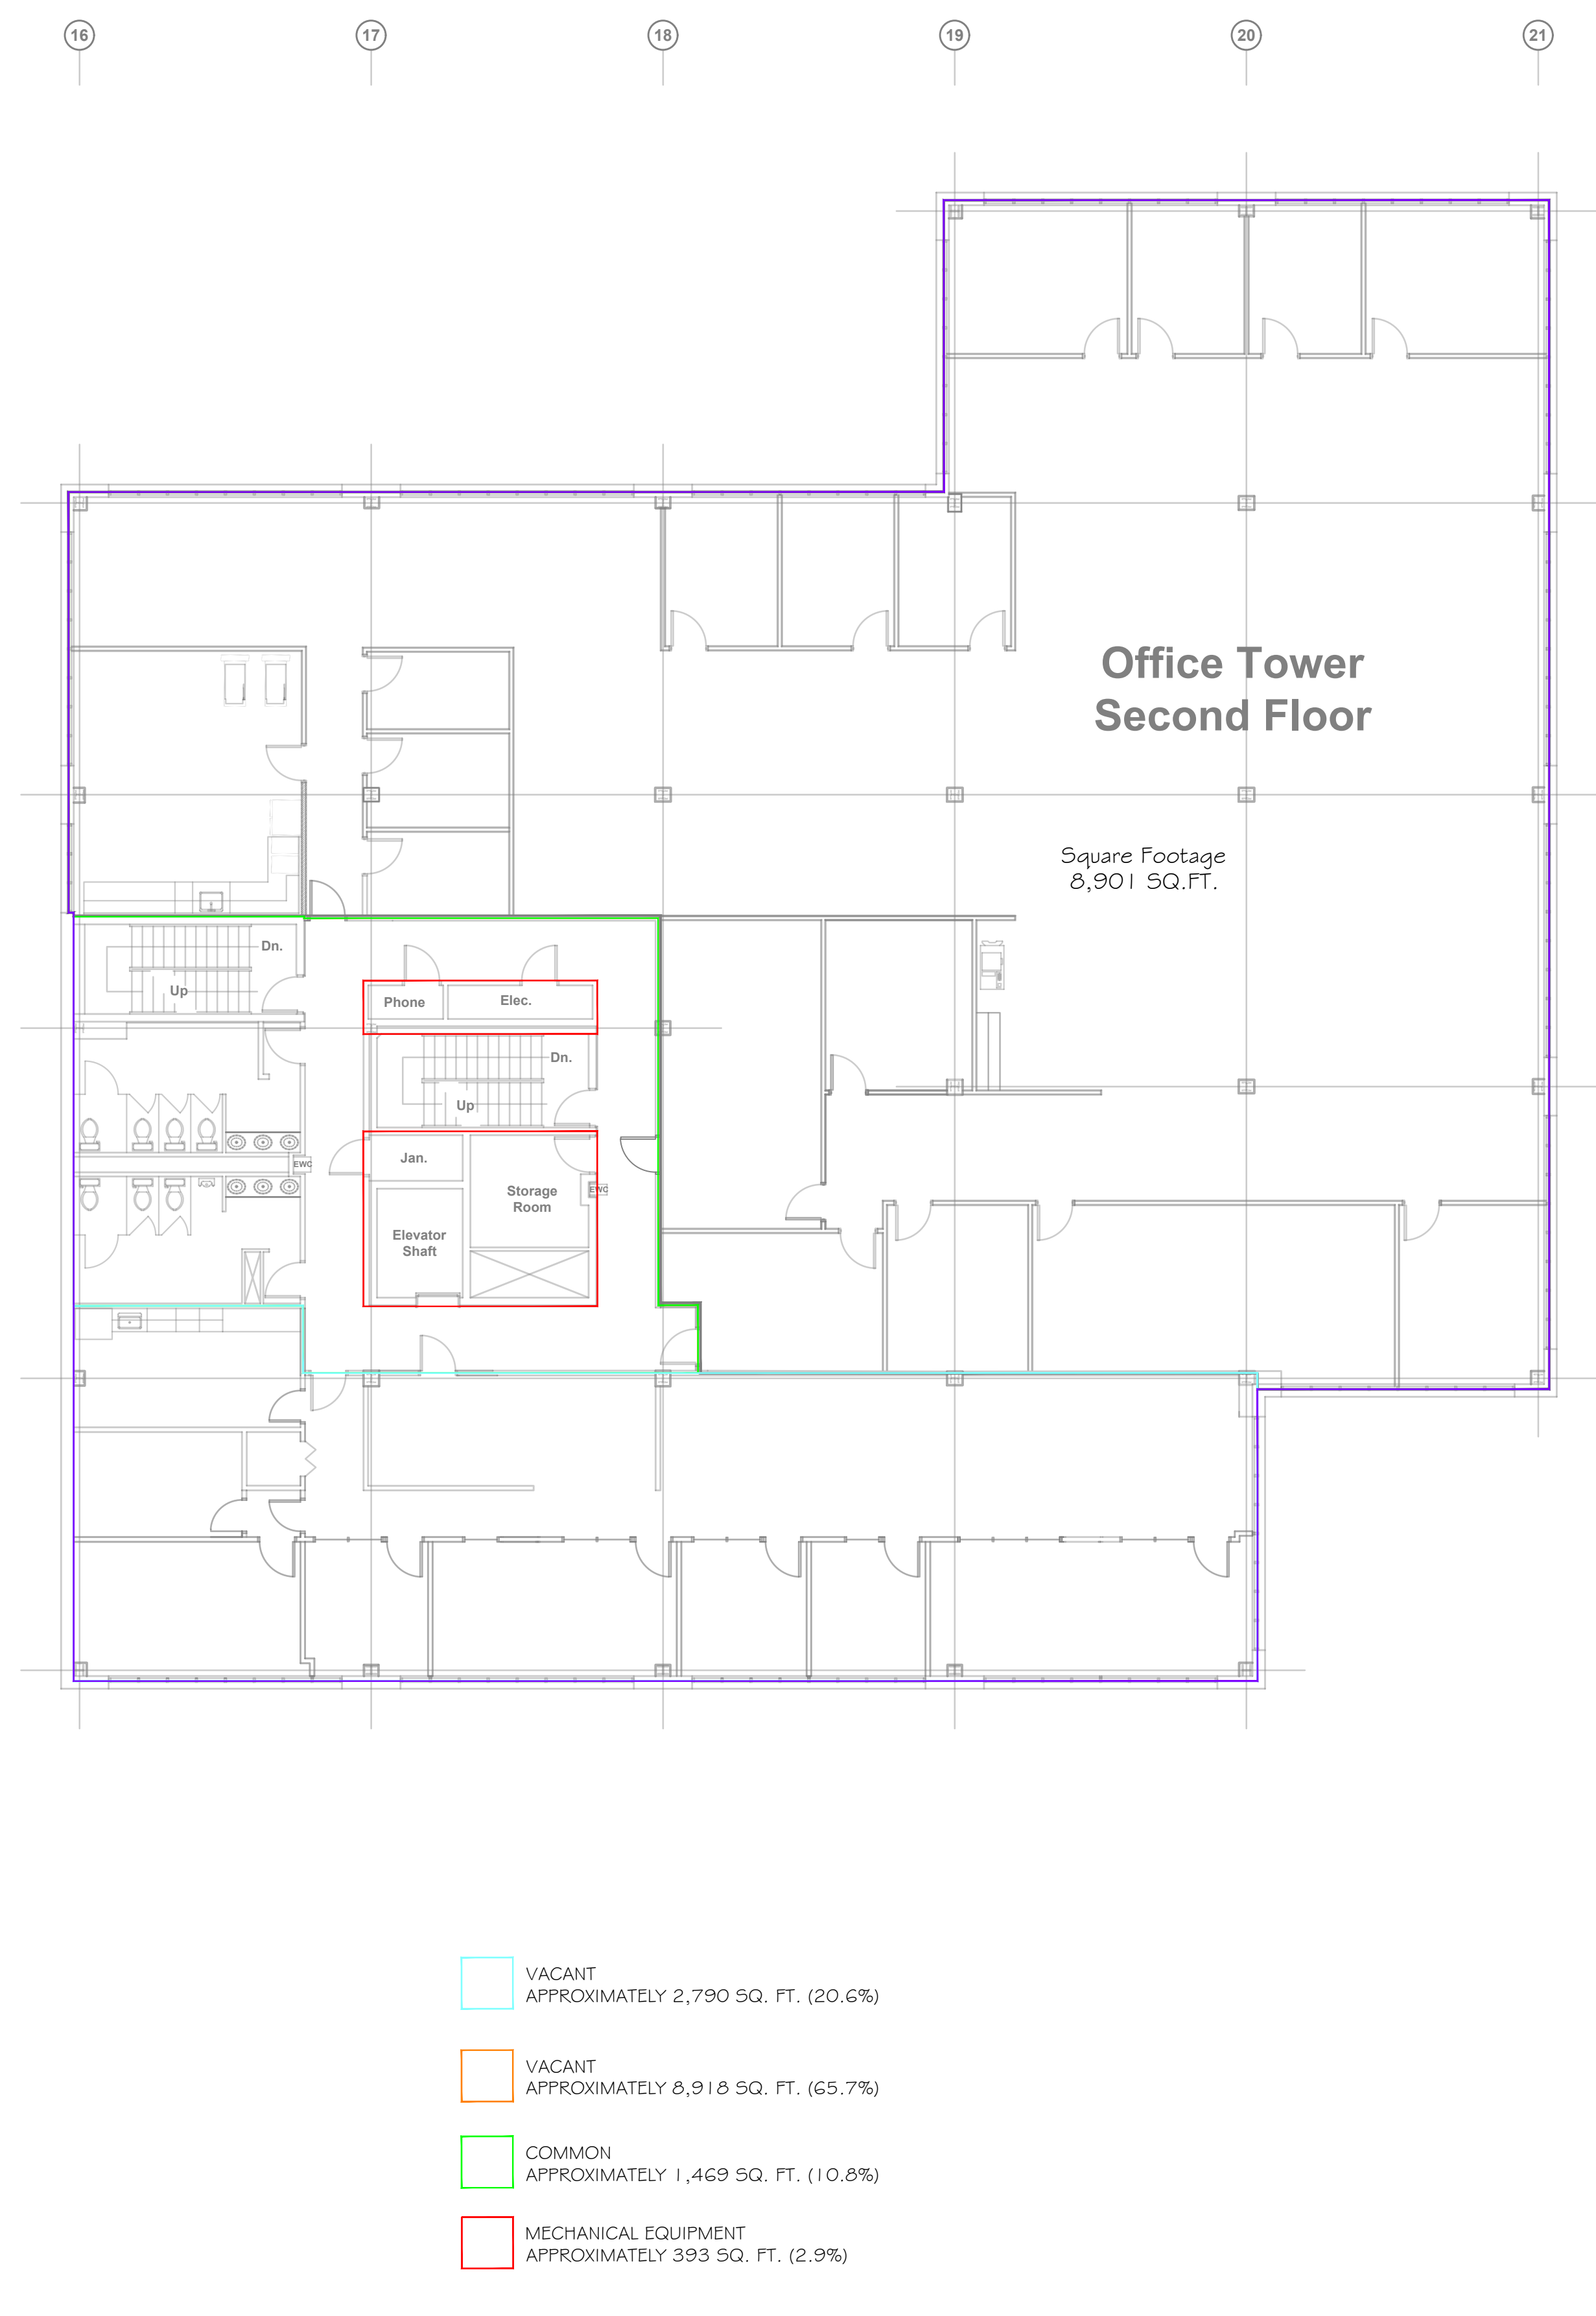 16 17 18 19 20 21
Office Tower
Second Floor
Square Footage
8,901 SQ.FT.
Dn.
Up
Phone
Elec.
Dn.
Up
EWC
Jan.
Storage
Room
EWC
Elevator
Shaft
VACANT
APPROXIMATELY 2,790 SQ. FT. (20.6%)
VACANT
APPROXIMATELY 8,918 SQ. FT. (65.7%)
COMMON
APPROXIMATELY 1,469 SQ. FT. (10.8%)
MECHANICAL EQUIPMENT
APPROXIMATELY 393 SQ. FT. (2.9%)